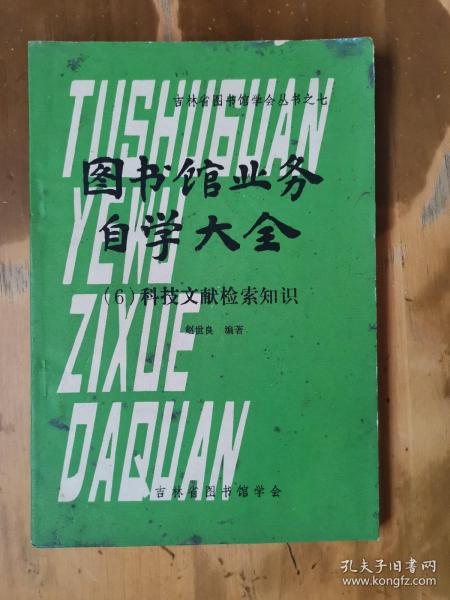 吉林省图书馆学会丛书之七
TUSHUGUAN
图书馆业务
YEWU
自学大全
(6)科技文献检索知识
ZIXUE
赵世良 编著
DAQUAN
吉林省图书馆学会
孔夫子旧书网
www.kongfz.com